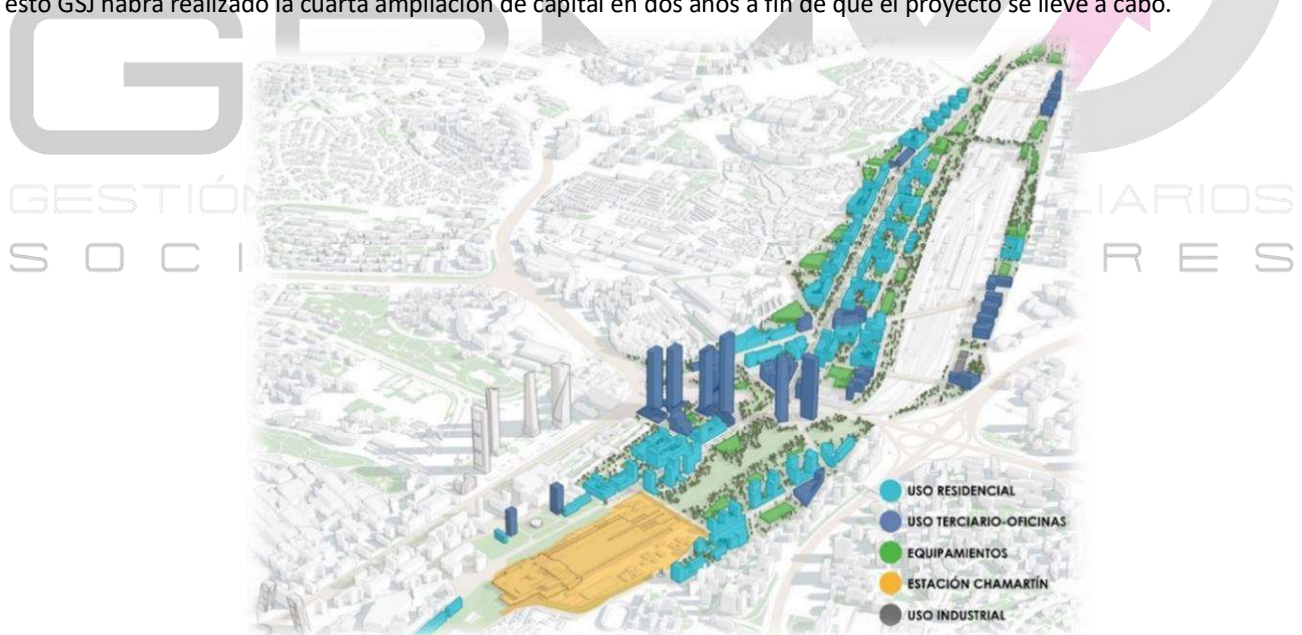 esto GSJ habrá realizado la cuarta ampliación de capital en dos años a fin de que el proyecto se lleve a cabo.
GESTIÓN
USO RESIDENCIAL
USO TERCIARIO-OFICINAS
EQUIPAMIENTOS
ESTACIÓN CHAMARTÍN
USO INDUSTRIAL